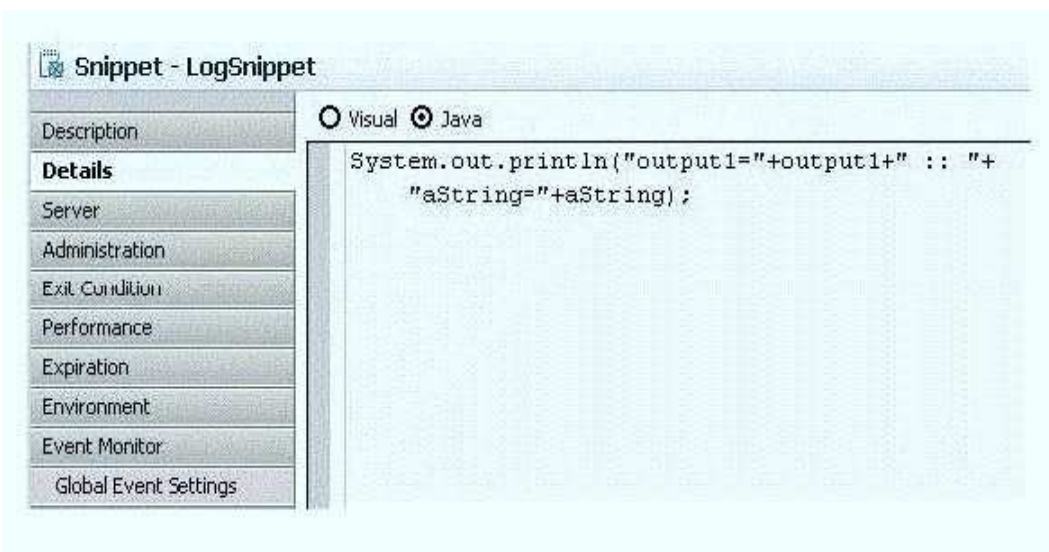 Snippet - LogSnippet
Visual Java
Description
Details
Server
Administration
Exit Condition
Performance
Expiration
Environment
Event Monitor
Global Event Settings
System.out.println("output1="+output1+" :: "+
"aString="+aString);